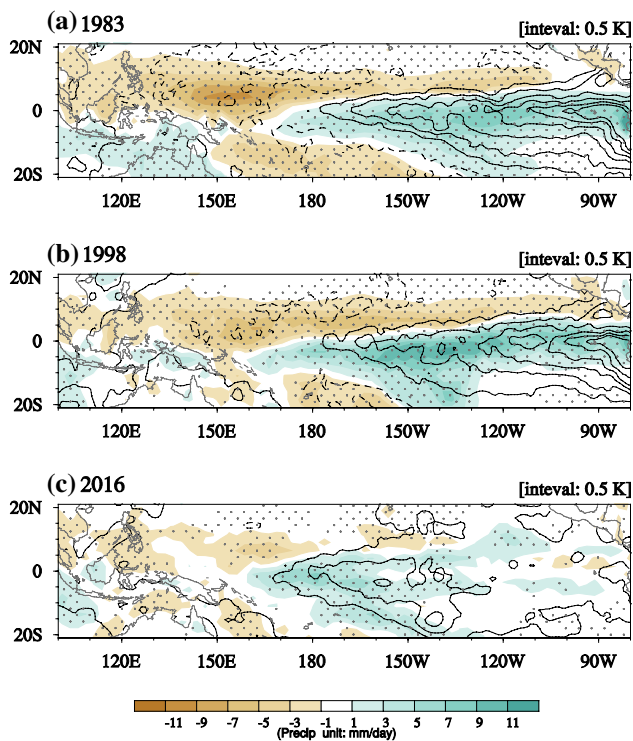 (a) 1983 [inteval: 0.5 K]
20N
0
20S
120E 150E 180 150W 120W 90W
(b) 1998 [inteval: 0.5 K]
20N
0
20S
120E 150E 180 150W 120W 90W
(c) 2016 [inteval: 0.5 K]
20N
0
20S
120E 150E 180 150W 120W 90W
-11 -9 -7 -5 -3 -1 1 3 5 7 9 11
(Precip unit: mm/day)